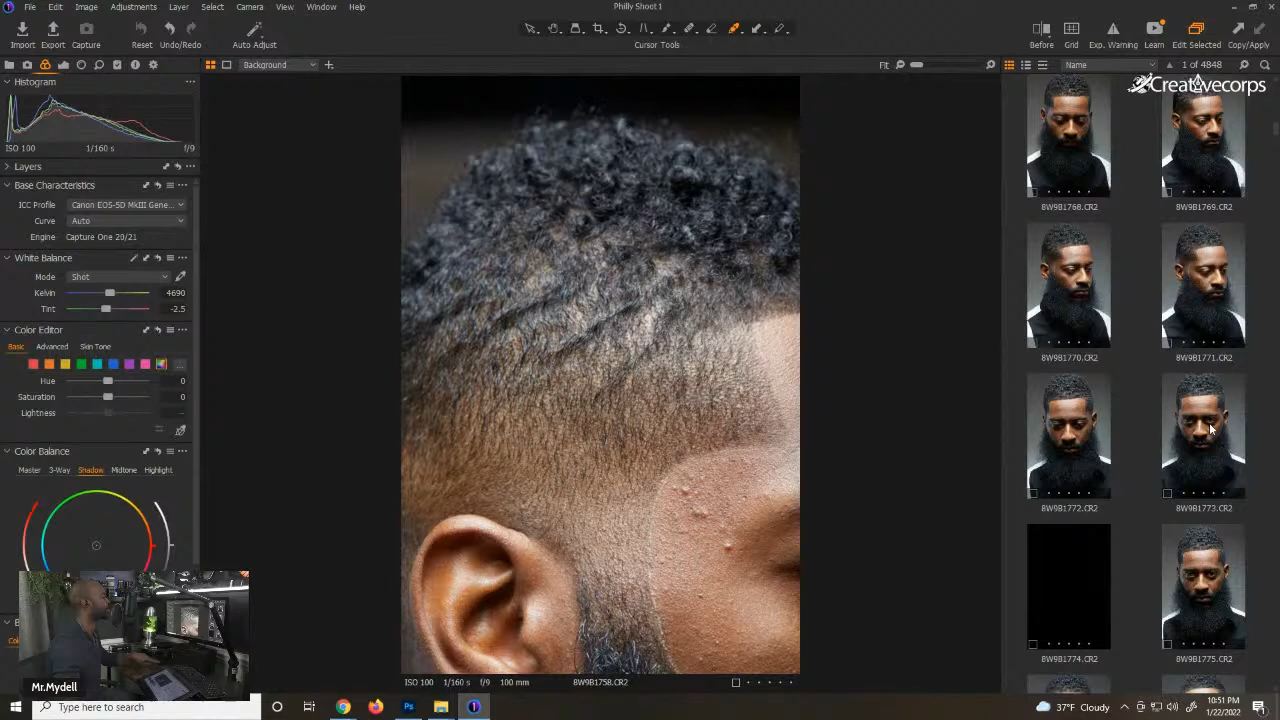 File Edit View Adjustments Layer Select Camera View Window Help
Philly Shoot 1
Import Export Capture Reset Undo/Redo Auto Adjust
Cursor Tools
Before Grid Exp. Warning Learn Edit Selected Copy/Apply
Background
Fit
Name
1 of 4848
Creativecorps
Histogram
ISO 100 1/160 s f/9
Layers
Base Characteristics
ICC Profile Canon EOS-5D MkIII Gene...
Curve Auto
Engine Capture One 20/21
White Balance
Mode Shot
Kelvin 4690
Tint -2.5
Color Editor
Basic Advanced Skin Tone
Hue 0
Saturation 0
Lightness
Color Balance
Master 3-Way Shadow Midtone Highlight
8W9B1768.CR2 8W9B1769.CR2
8W9B1770.CR2 8W9B1771.CR2
8W9B1772.CR2 8W9B1773.CR2
8W9B1774.CR2 8W9B1775.CR2
Mr.Mydell
ISO 100 1/160 s f/9 100 mm 8W9B1758.CR2
Type here to search
Ps
37°F Cloudy
10:51 PM
1/22/2022